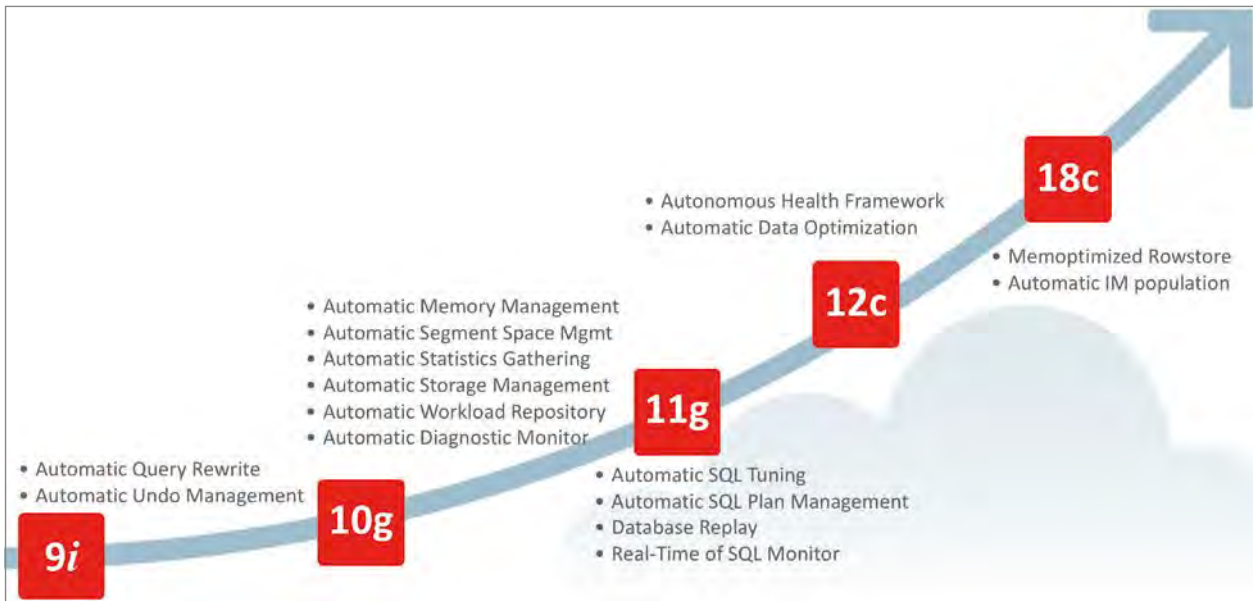 9i
• Automatic Query Rewrite
• Automatic Undo Management
10g
• Automatic Memory Management
• Automatic Segment Space Mgmt
• Automatic Statistics Gathering
• Automatic Storage Management
• Automatic Workload Repository
• Automatic Diagnostic Monitor
11g
• Automatic SQL Tuning
• Automatic SQL Plan Management
• Database Replay
• Real-Time of SQL Monitor
12c
• Autonomous Health Framework
• Automatic Data Optimization
18c
• Memoptimized Rowstore
• Automatic IM population